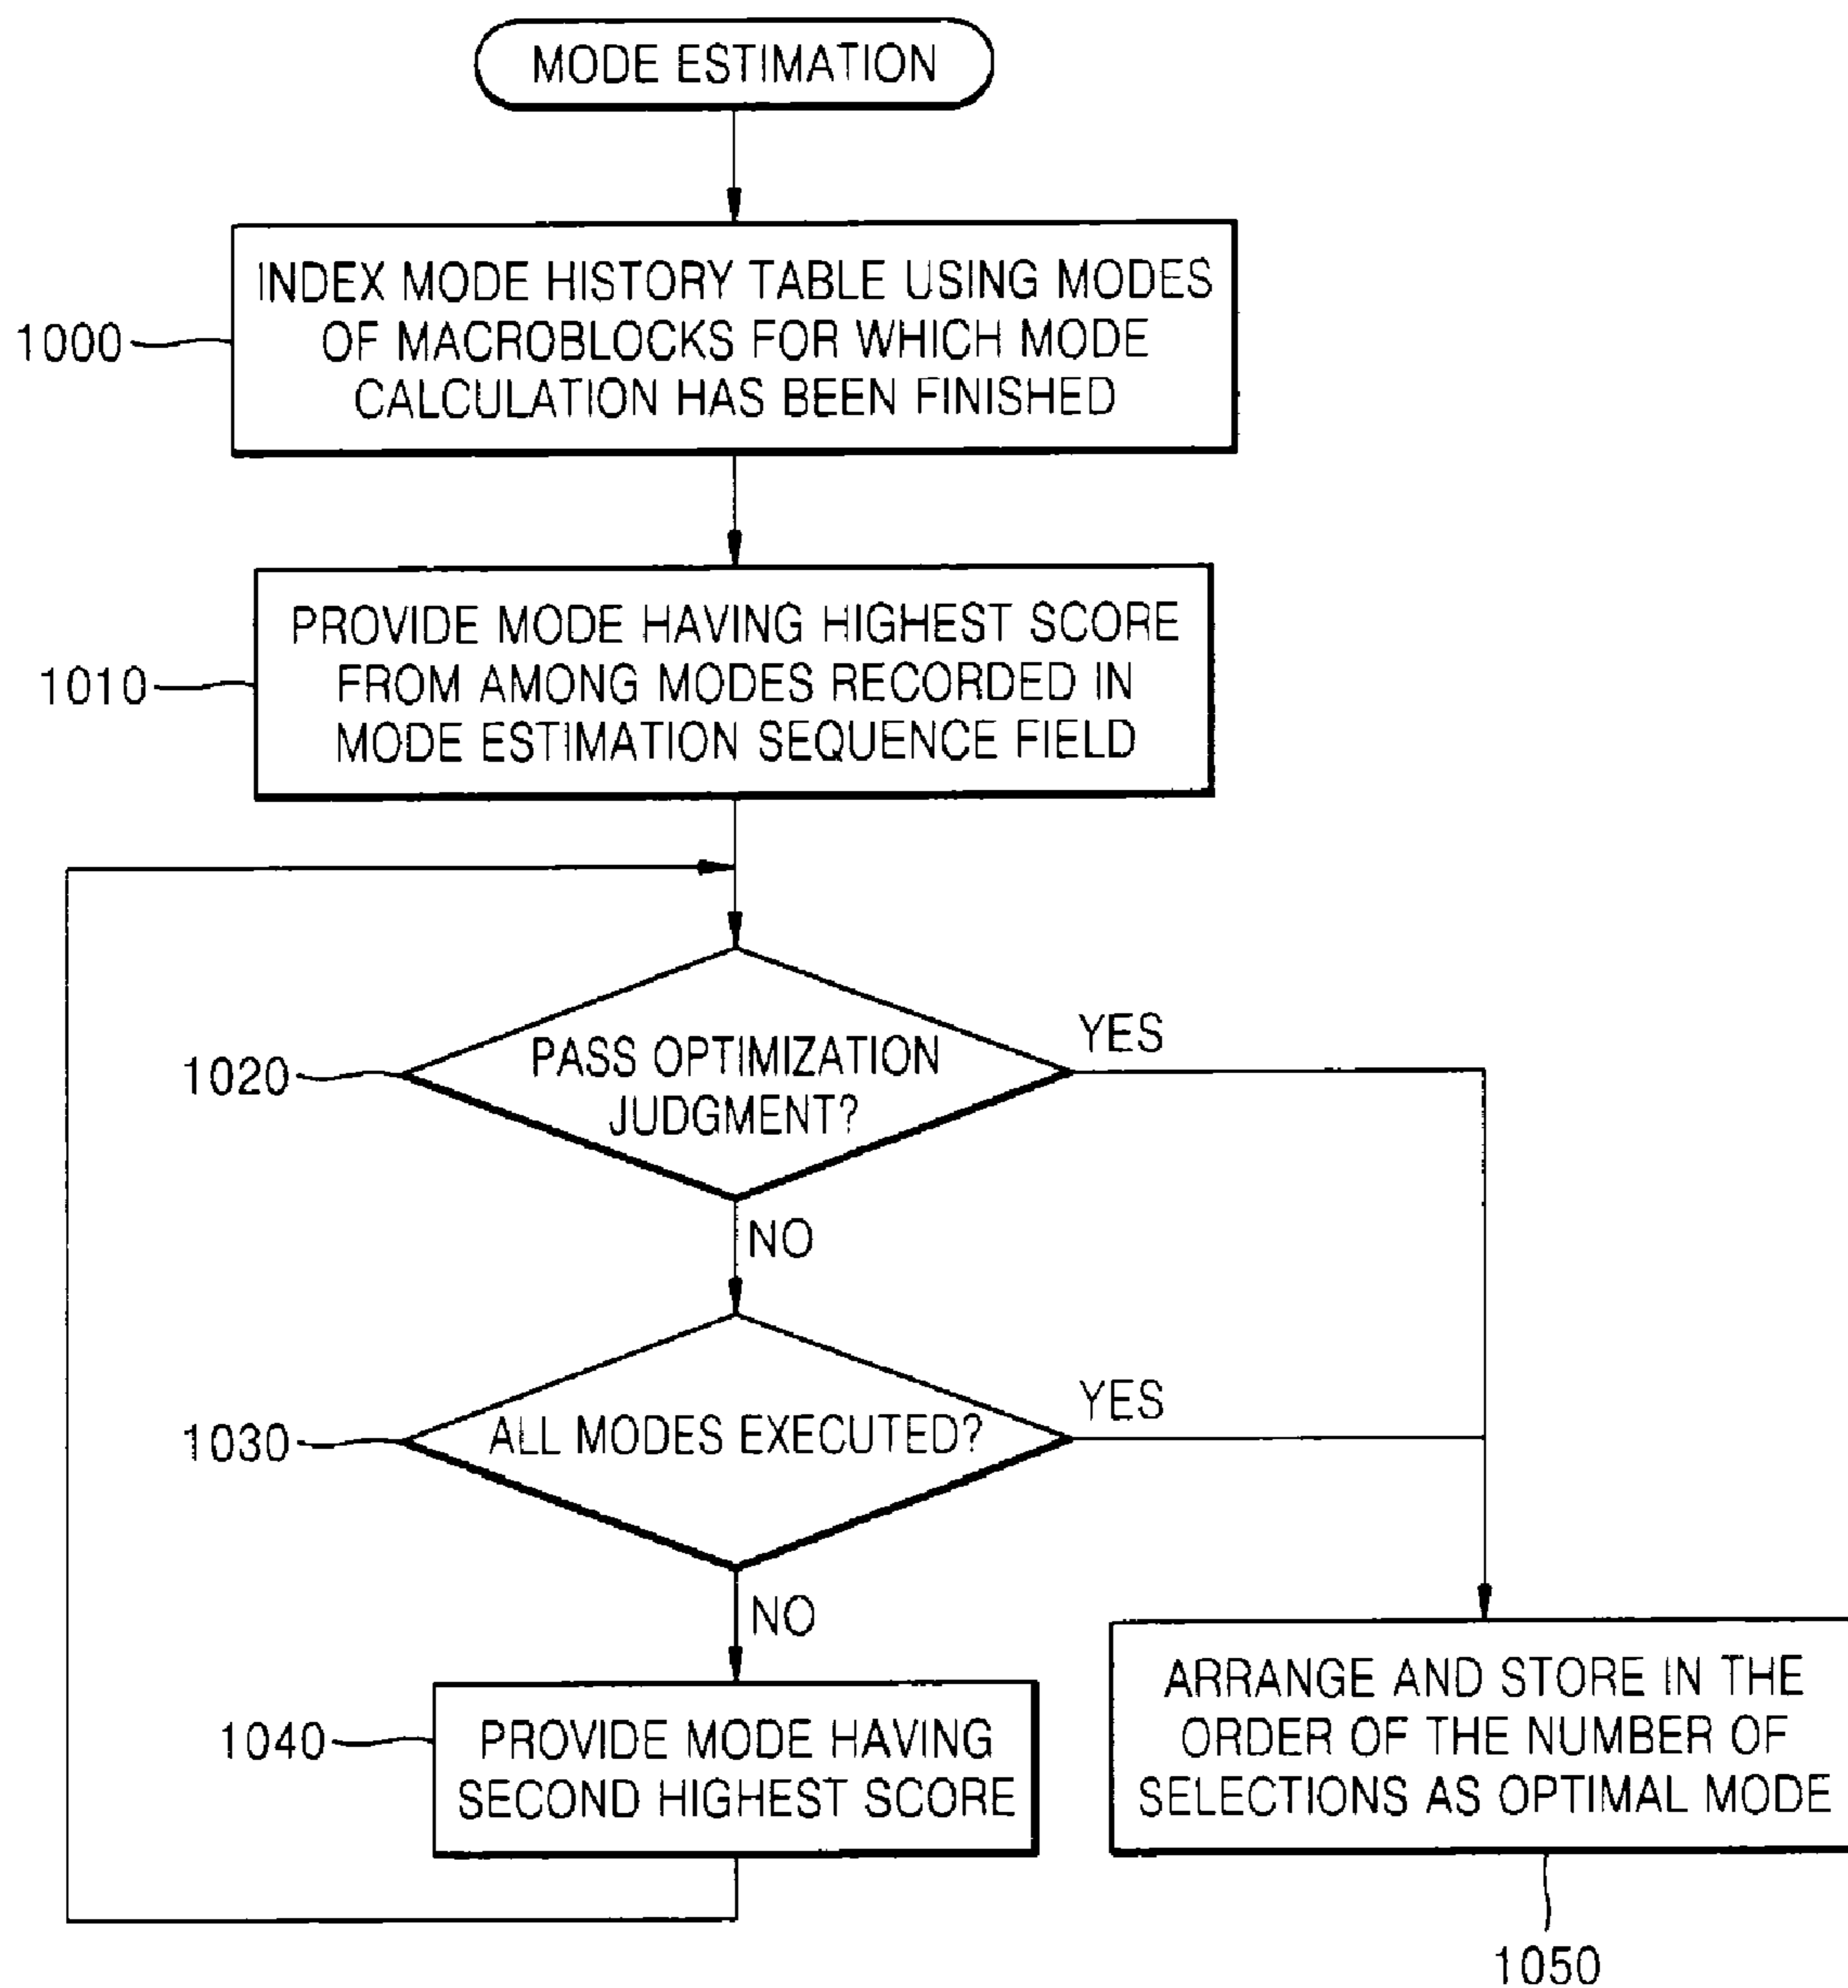 MODE ESTIMATION
INDEX MODE HISTORY TABLE USING MODES
OF MACROBLOCKS FOR WHICH MODE
CALCULATION HAS BEEN FINISHED
1000
PROVIDE MODE HAVING HIGHEST SCORE
FROM AMONG MODES RECORDED IN
MODE ESTIMATION SEQUENCE FIELD
1010
PASS OPTIMIZATION
JUDGMENT?
1020
YES
NO
ALL MODES EXECUTED?
1030
YES
NO
PROVIDE MODE HAVING
SECOND HIGHEST SCORE
1040
ARRANGE AND STORE IN THE
ORDER OF THE NUMBER OF
SELECTIONS AS OPTIMAL MODE
1050